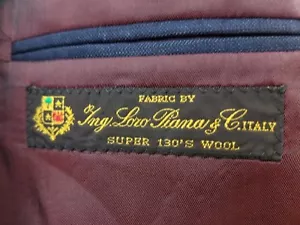 FABRIC BY
Ing. Loro Piana & C. ITALY
SUPER 130'S WOOL